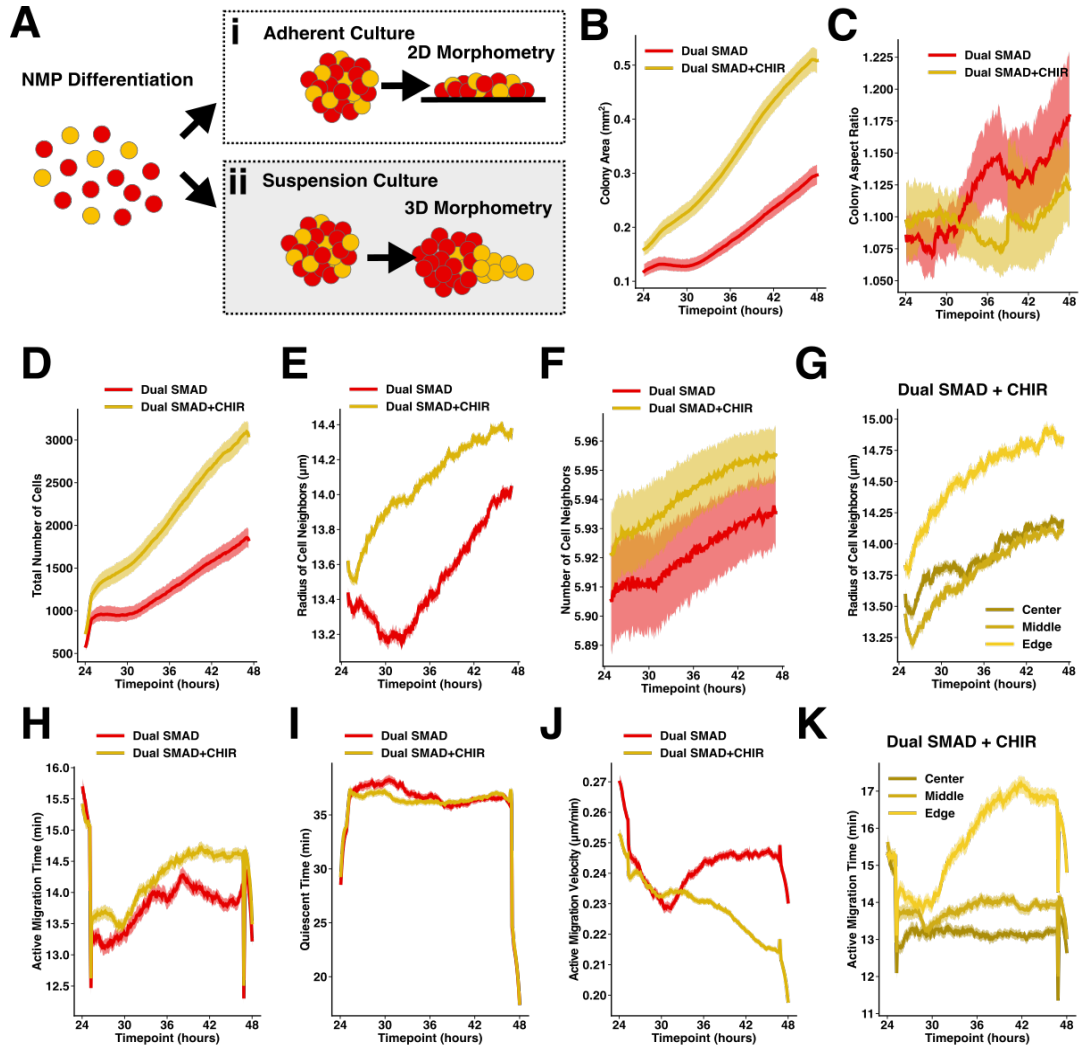 A
NMP Differentiation
i
Adherent Culture
2D Morphometry
ii
Suspension Culture
3D Morphometry
B
Dual SMAD
Dual SMAD+CHIR
Colony Area (mm²)
0.5
0.4
0.3
0.2
0.1
24 30 36 42 48
Timepoint (hours)
C
Dual SMAD
Dual SMAD+CHIR
Colony Aspect Ratio
1.225
1.200
1.175
1.150
1.125
1.100
1.075
1.050
24 30 36 42 48
Timepoint (hours)
D
Dual SMAD
Dual SMAD+CHIR
Total Number of Cells
3000
2500
2000
1500
1000
500
24 30 36 42 48
Timepoint (hours)
E
Dual SMAD
Dual SMAD+CHIR
Radius of Cell Neighbors (µm)
14.4
14.0
13.6
13.4
13.2
24 30 36 42 48
Timepoint (hours)
F
Dual SMAD
Dual SMAD+CHIR
Number of Cell Neighbors
5.96
5.95
5.94
5.93
5.92
5.90
5.89
24 30 36 42 48
Timepoint (hours)
G
Dual SMAD + CHIR
Radius of Cell Neighbors (µm)
15.00
14.75
14.50
14.25
14.00
13.75
13.50
13.25
Center
Middle
Edge
24 30 36 42 48
Timepoint (hours)
H
Dual SMAD
Dual SMAD+CHIR
Active Migration Time (min)
16.0
15.5
15.0
14.5
14.0
13.5
13.0
12.5
24 30 36 42 48
Timepoint (hours)
I
Dual SMAD
Dual SMAD+CHIR
Quiescent Time (min)
35
30
25
20
24 30 36 42 48
Timepoint (hours)
J
Dual SMAD
Dual SMAD+CHIR
Active Migration Velocity (µm/min)
0.27
0.26
0.25
0.24
0.23
0.22
0.21
0.20
24 30 36 42 48
Timepoint (hours)
K
Dual SMAD + CHIR
Center
Middle
Edge
Active Migration Time (min)
17
16
15
14
13
12
11
24 30 36 42 48
Timepoint (hours)